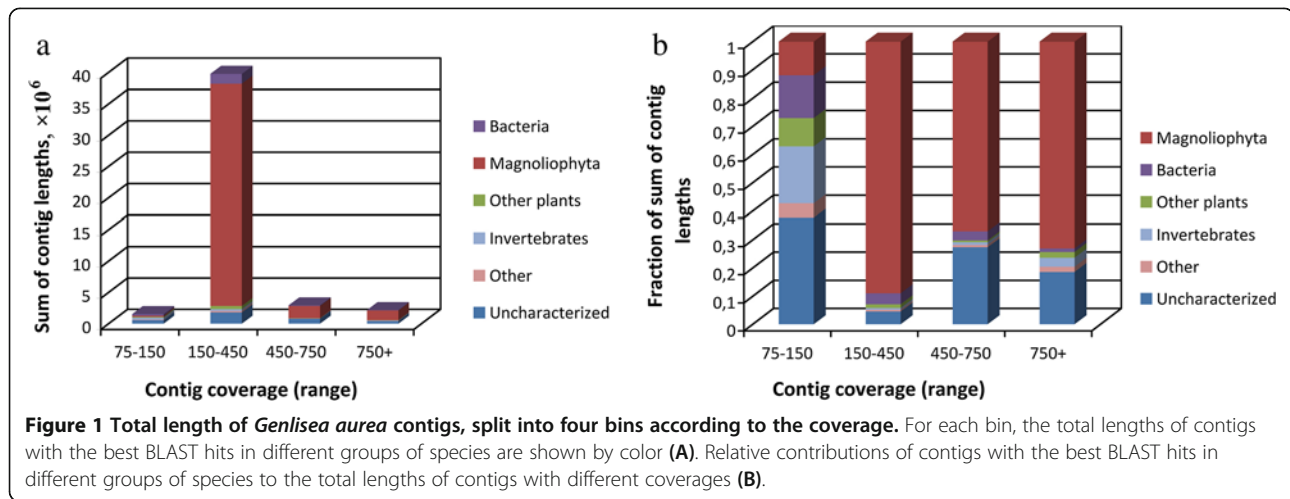 a
40
35
30
25
20
15
10
5
0
Sum of contig lengths, ×10⁶
75-150 150-450 450-750 750+
Contig coverage (range)
Bacteria
Magnoliophyta
Other plants
Invertebrates
Other
Uncharacterized
b
1
0,9
0,8
0,7
0,6
0,5
0,4
0,3
0,2
0,1
0
Fraction of sum of contig
lengths
75-150 150-450 450-750 750+
Contig coverage (range)
Magnoliophyta
Bacteria
Other plants
Invertebrates
Other
Uncharacterized
Figure 1 Total length of Genlisea aurea contigs, split into four bins according to the coverage. For each bin, the total lengths of contigs
with the best BLAST hits in different groups of species are shown by color (A). Relative contributions of contigs with the best BLAST hits in
different groups of species to the total lengths of contigs with different coverages (B).